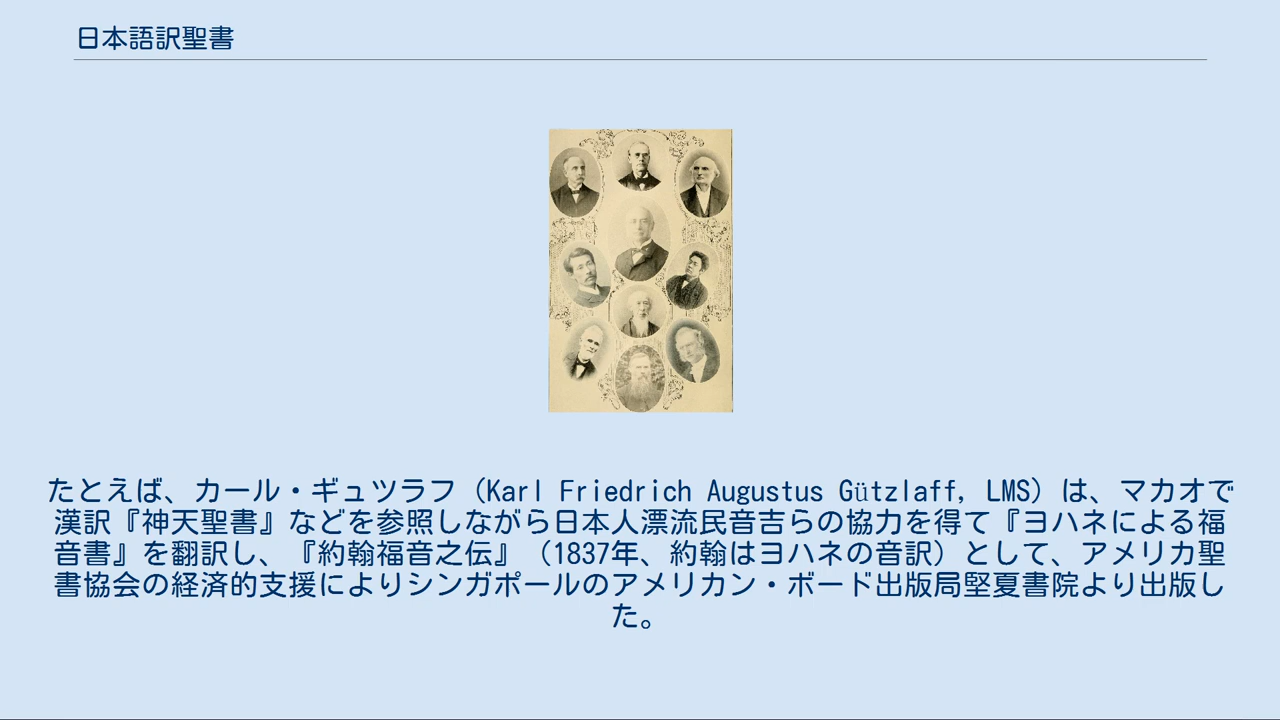 日本語訳聖書
たとえば、カール・ギュツラフ（Karl Friedrich Augustus Gützlaff, LMS）は、マカオで
漢訳『神天聖書』などを参照しながら日本人漂流民音吉らの協力を得て『ヨハネによる福
音書』を翻訳し、『約翰福音之伝』（1837年、約翰はヨハネの音訳）として、アメリカ聖
書協会の経済的支援によりシンガポールのアメリカン・ボード出版局堅夏書院より出版し
た。